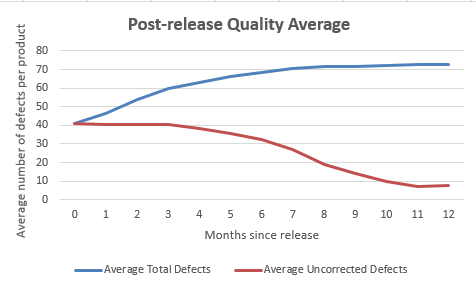 Post-release Quality Average
Average number of defects per product
80
70
60
50
40
30
20
10
0
0 1 2 3 4 5 6 7 8 9 10 11 12
Months since release
Average Total Defects Average Uncorrected Defects